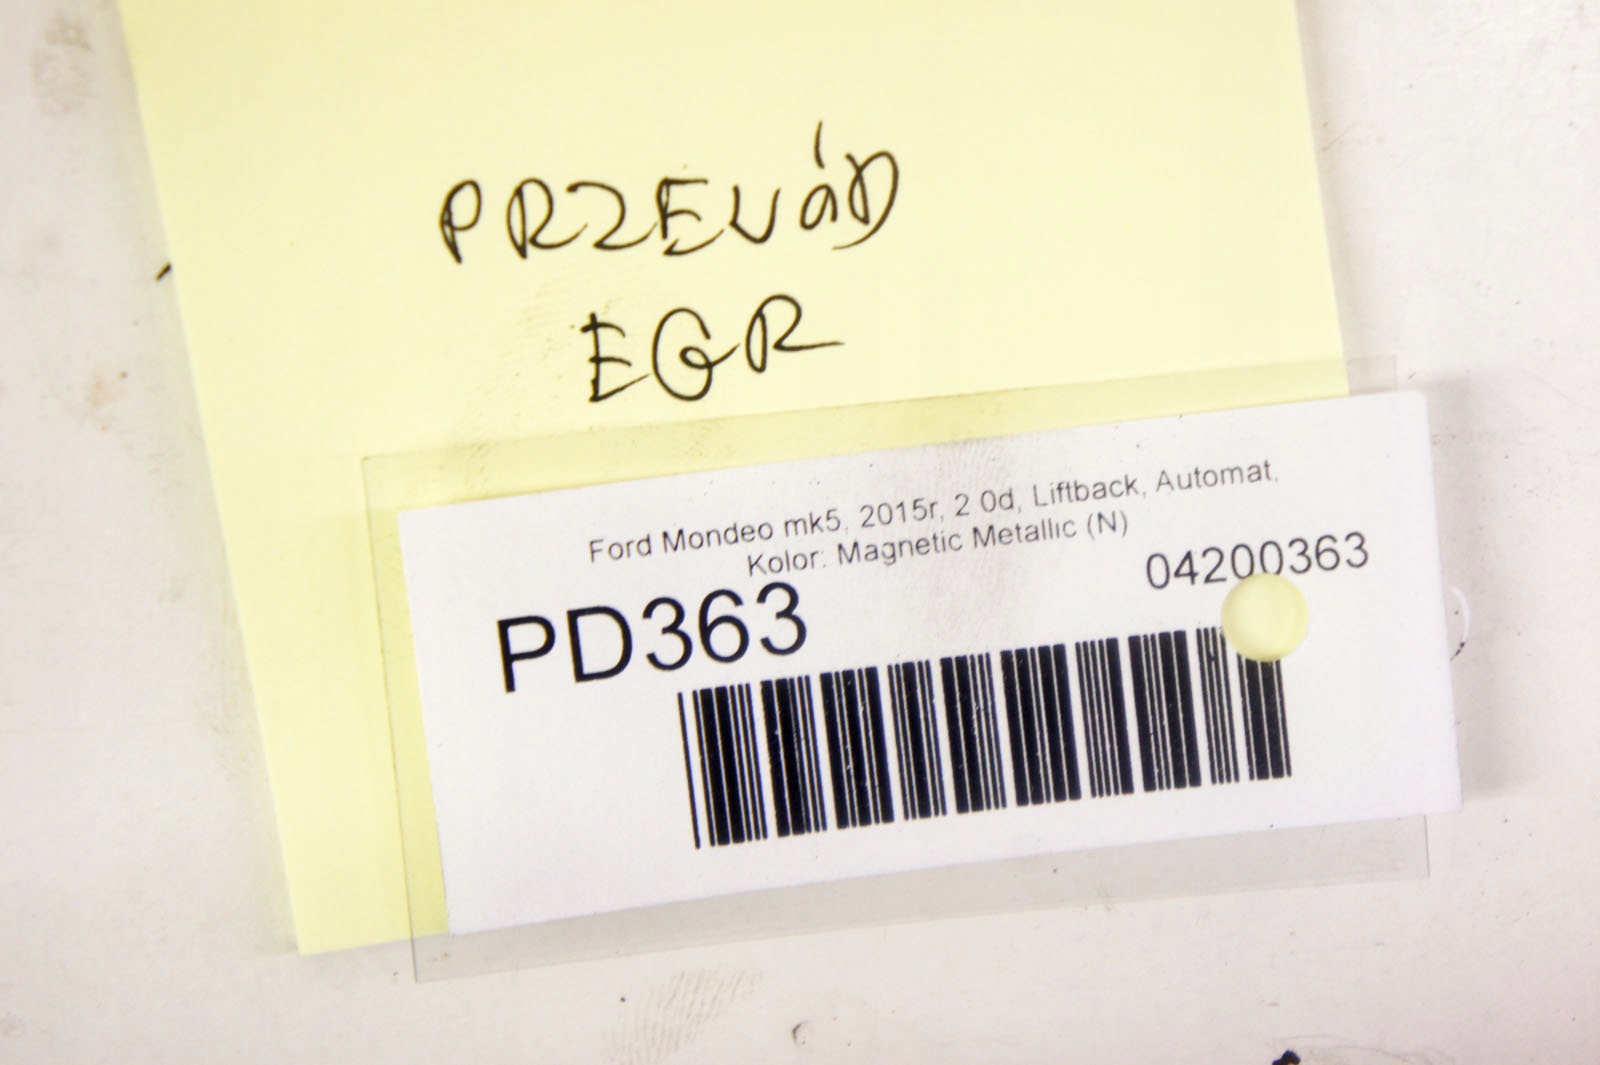 PRZEWÓD
EGR
Ford Mondeo mk5, 2015r, 2.0d, Liftback, Automat,
Kolor: Magnetic Metallic (N)
04200363
PD363